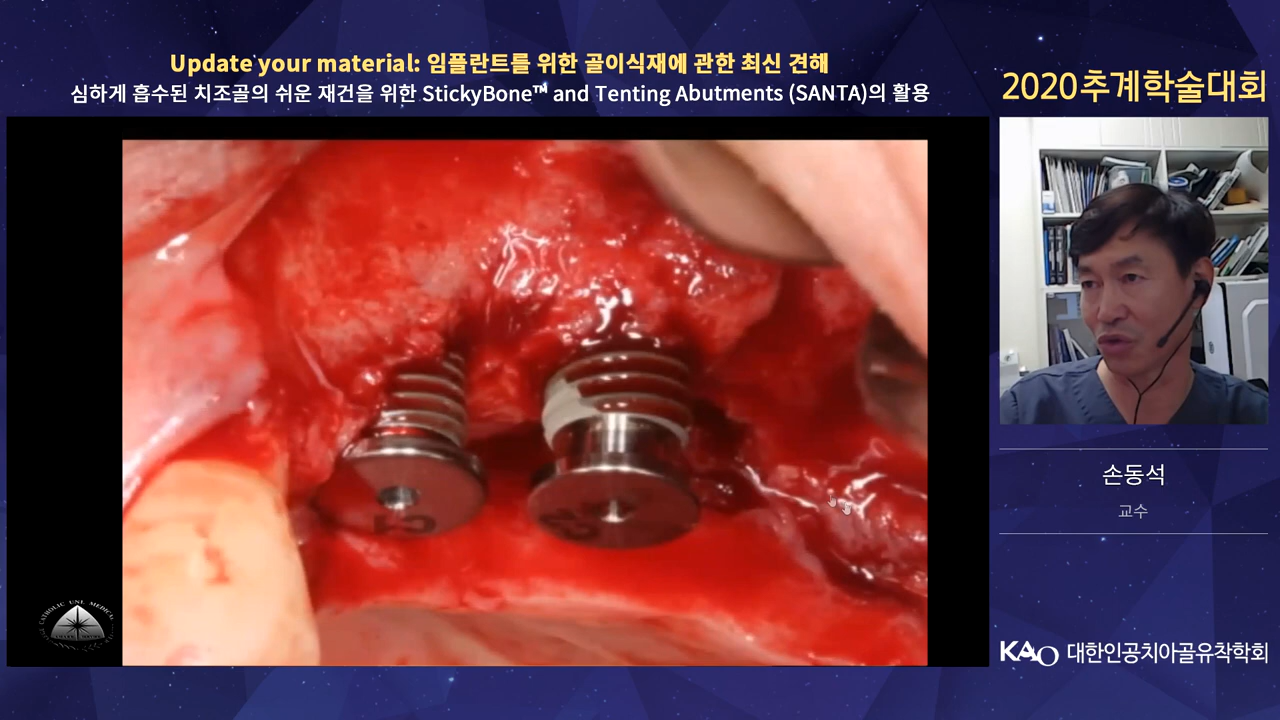 Update your material: 임플란트를 위한 골이식재에 관한 최신 견해
심하게 흡수된 치조골의 쉬운 재건을 위한 StickyBone™ and Tenting Abutments (SANTA)의 활용
2020추계학술대회
C1
손동석
교수
KAO 대한인공치아골유착학회